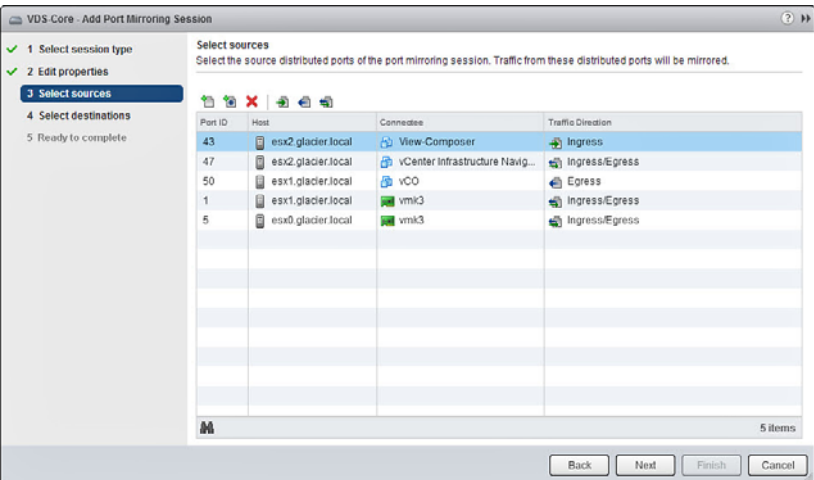 VDS-Core - Add Port Mirroring Session
?
1 Select session type
2 Edit properties
3 Select sources
4 Select destinations
5 Ready to complete
Select sources
Select the source distributed ports of the port mirroring session. Traffic from these distributed ports will be mirrored.
Port ID Host Connectee Traffic Direction
43 esx2.glacier.local View-Composer Ingress
47 esx2.glacier.local vCenter Infrastructure Navig... Ingress/Egress
50 esx1.glacier.local vCO Egress
1 esx1.glacier.local vmk3 Ingress/Egress
5 esx0.glacier.local vmk3 Ingress/Egress
5 items
Back Next Finish Cancel